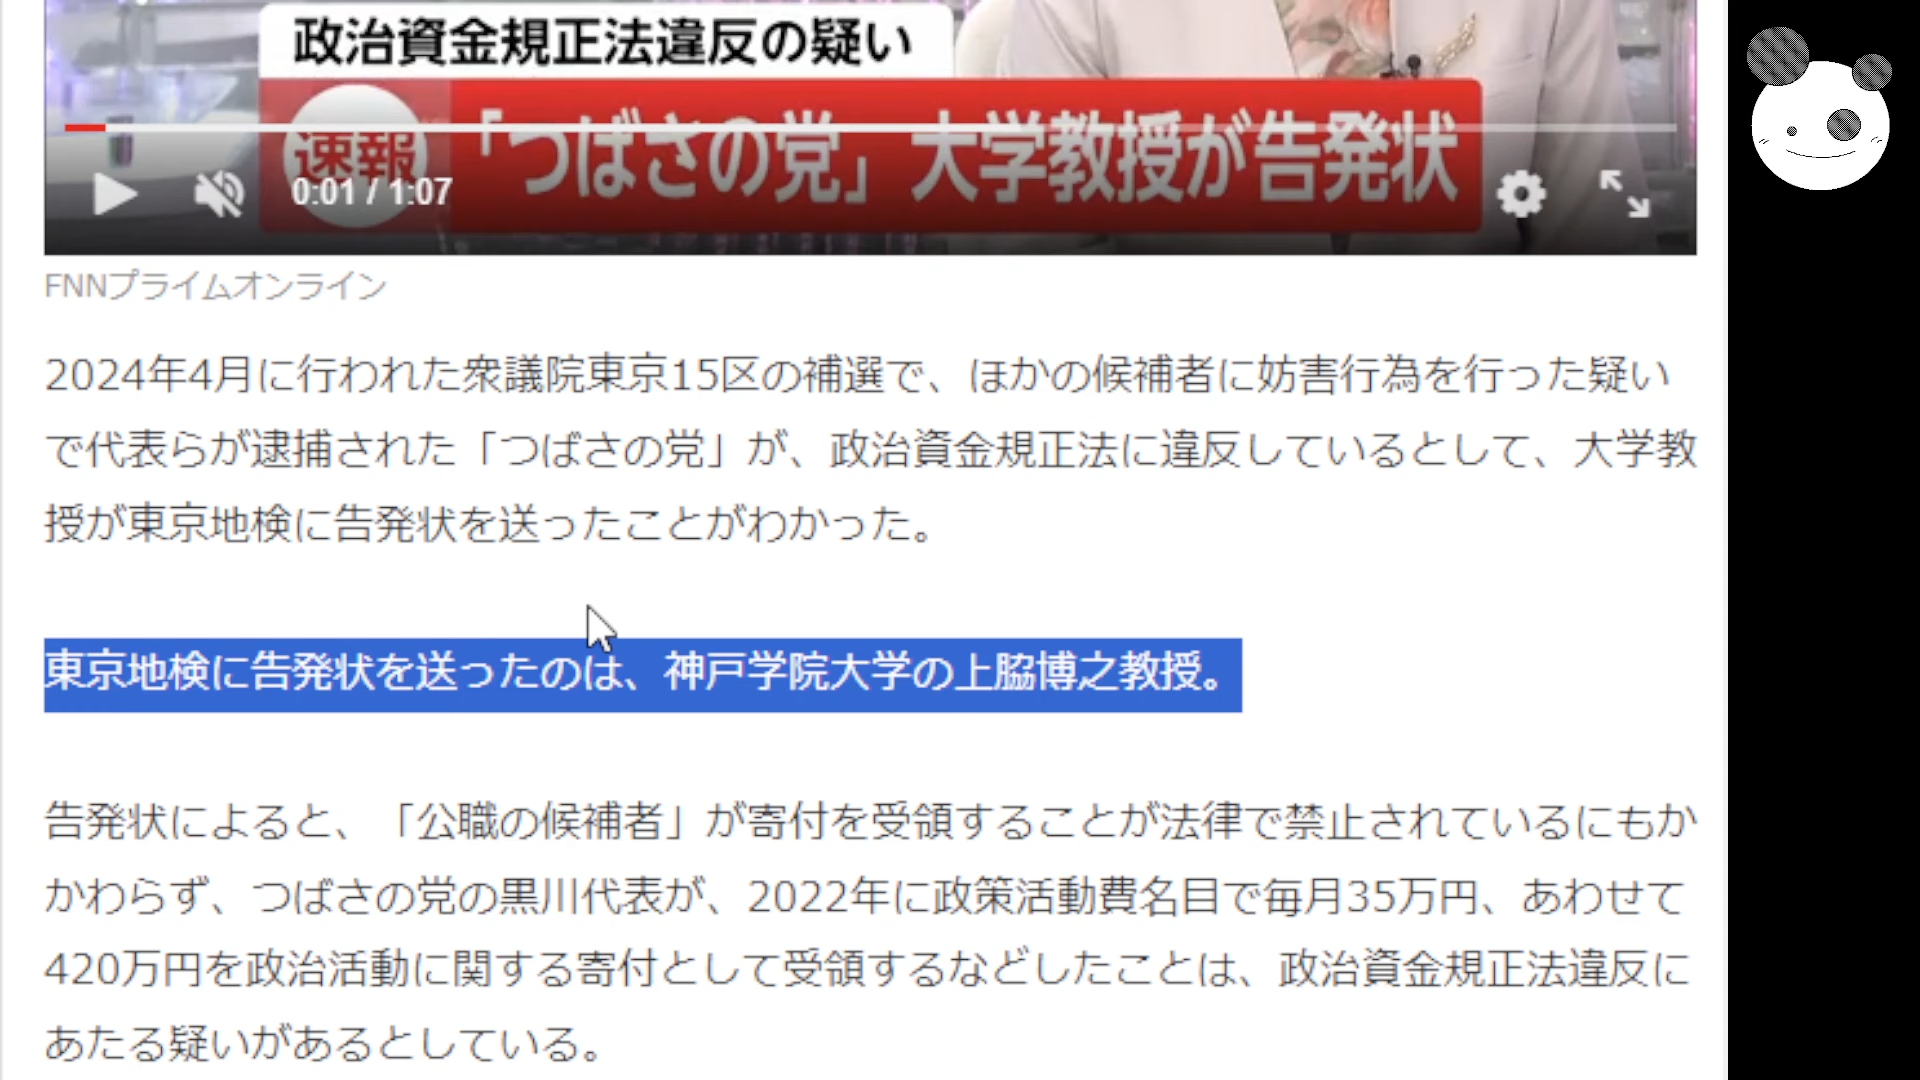 政治資金規正法違反の疑い
速報 「つばさの党」大学教授が告発状
0:01 / 1:07
FNNプライムオンライン
2024年4月に行われた衆議院東京15区の補選で、ほかの候補者に妨害行為を行った疑い
で代表らが逮捕された「つばさの党」が、政治資金規正法に違反しているとして、大学教
授が東京地検に告発状を送ったことがわかった。
東京地検に告発状を送ったのは、神戸学院大学の上脇博之教授。
告発状によると、「公職の候補者」が寄付を受領することが法律で禁止されているにもか
かわらず、つばさの党の黒川代表が、2022年に政策活動費名目で毎月35万円、あわせて
420万円を政治活動に関する寄付として受領するなどしたことは、政治資金規正法違反に
あたる疑いがあるとしている。